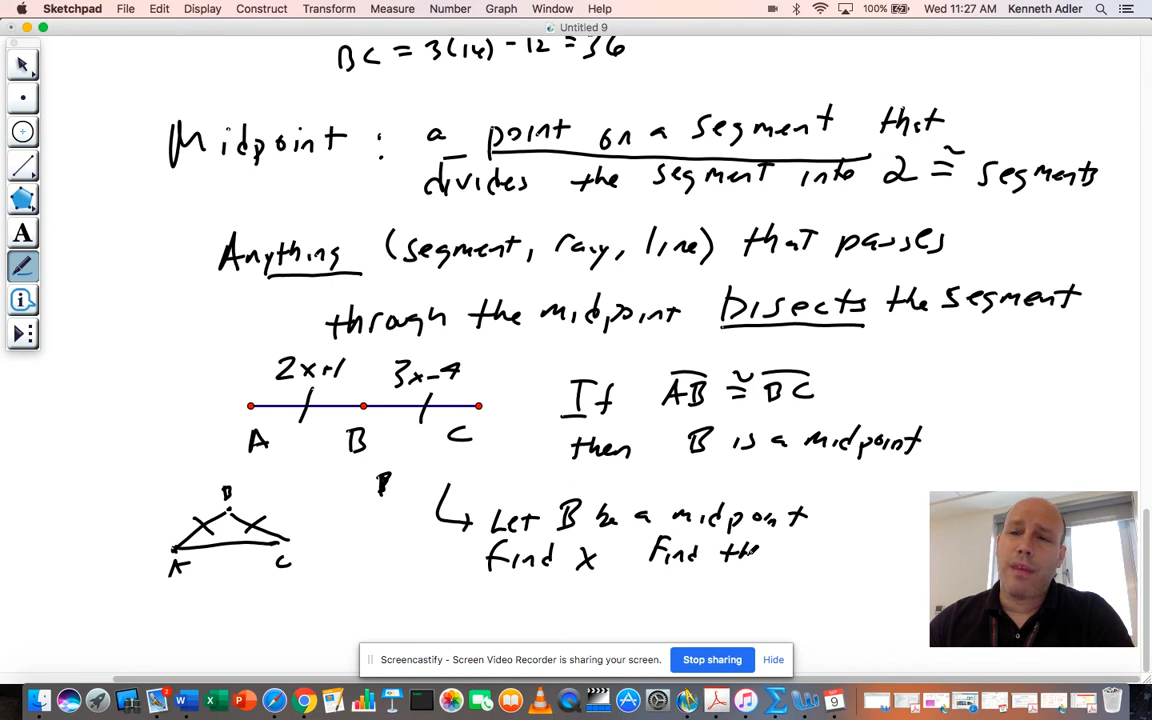 Sketchpad File Edit Display Construct Transform Measure Number Graph Window Help 100% Wed 11:27 AM Kenneth Adler
Untitled 9
BC = 3(16) - 12 = 36
Midpoint : a point on a segment that
divides the segment into 2 ≅ segments
Anything (segment, ray, line) that passes
through the midpoint bisects the segment
2x+1 3x-4
A B C
If AB ≅ BC
then B is a midpoint
B
A C
Let B be a midpoint
find x Find th
Screencastify - Screen Video Recorder is sharing your screen. Stop sharing Hide